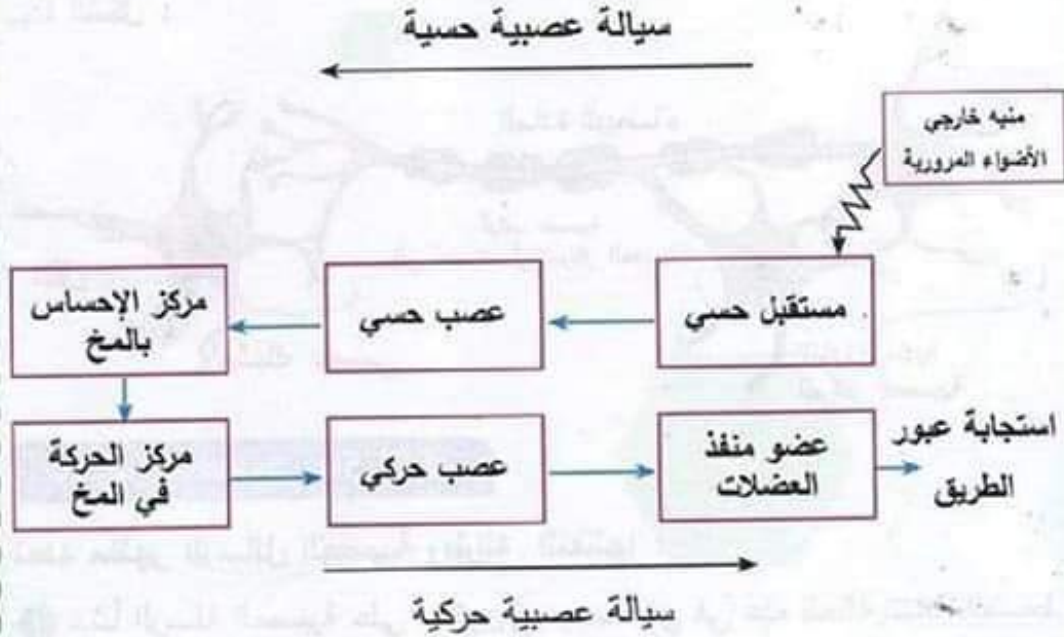 سيالة عصبية حسية
منبه خارجي
الأضواء المرورية
مستقبل حسي
عصب حسي
مركز الإحساس
بالمخ
مركز الحركة
في المخ
عصب حركي
عضو منفذ
العضلات
استجابة عبور
الطريق
سيالة عصبية حركية